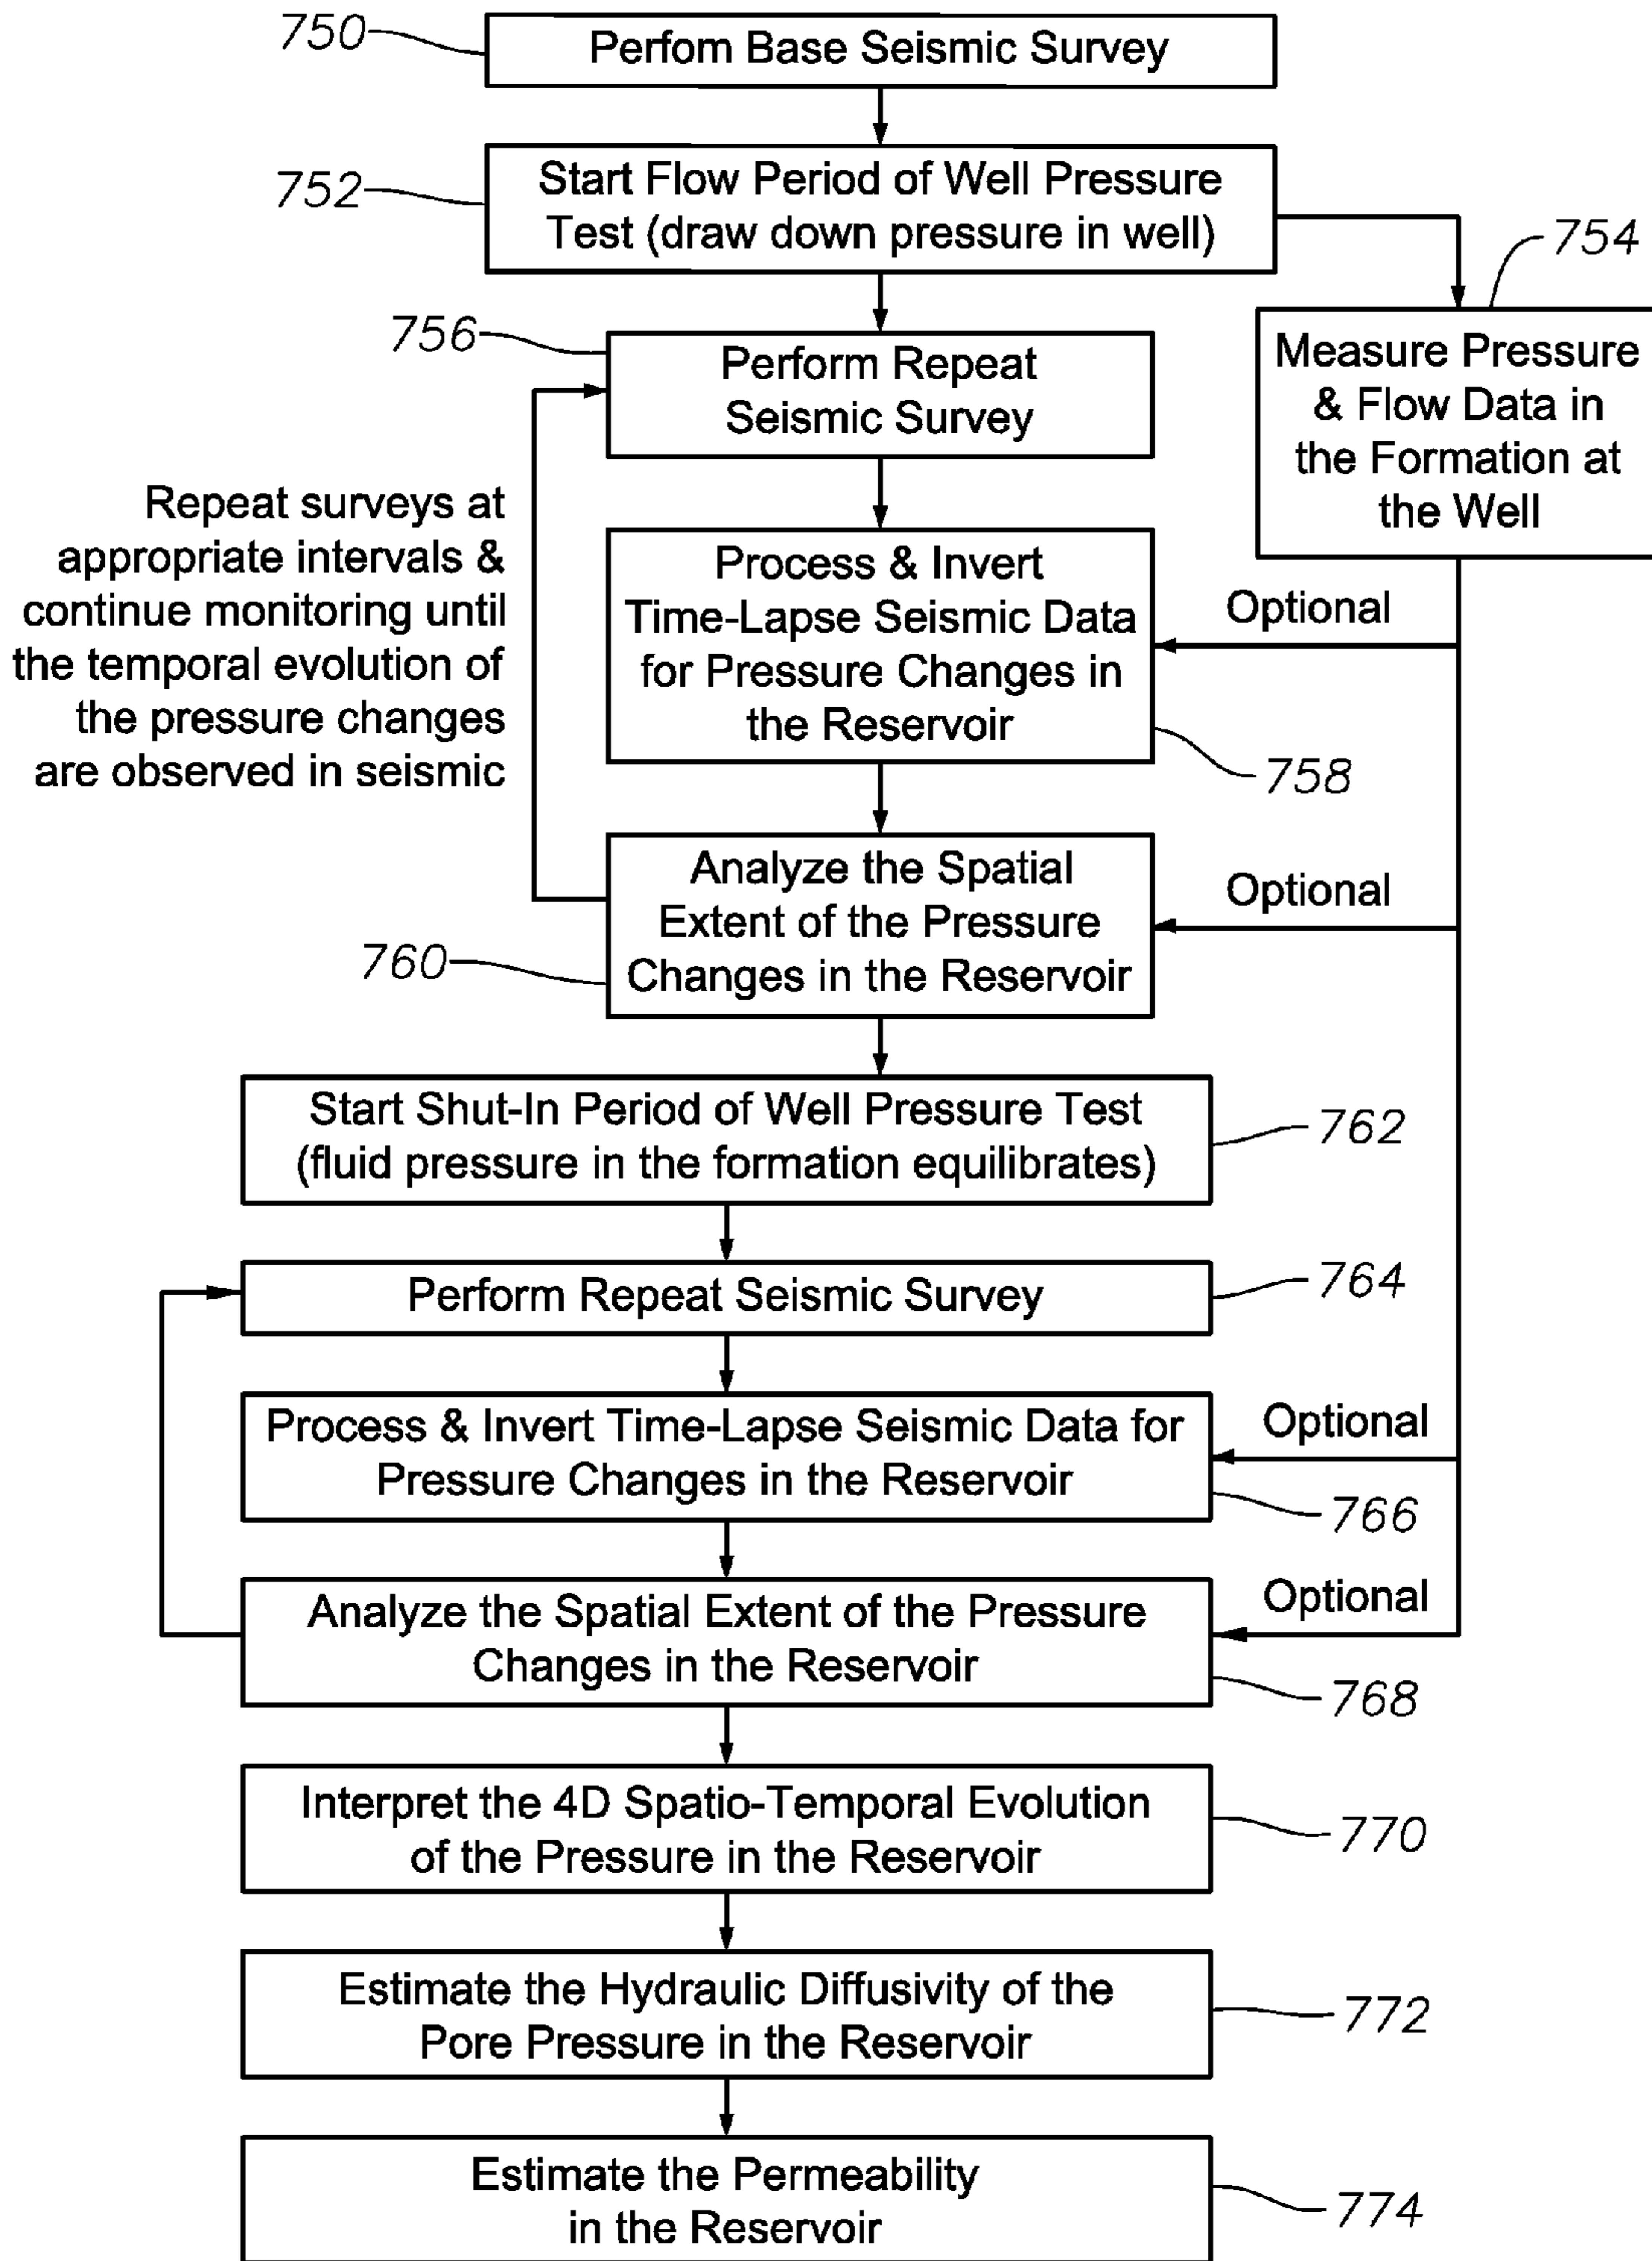 750
Perfom Base Seismic Survey
752
Start Flow Period of Well Pressure
Test (draw down pressure in well)
754
Measure Pressure
& Flow Data in
the Formation at
the Well
756
Perform Repeat
Seismic Survey
Repeat surveys at
appropriate intervals &
continue monitoring until
the temporal evolution of
the pressure changes
are observed in seismic
Process & Invert
Time-Lapse Seismic Data
for Pressure Changes in
the Reservoir
Optional
758
Analyze the Spatial
Extent of the Pressure
Changes in the Reservoir
Optional
760
Start Shut-In Period of Well Pressure Test
(fluid pressure in the formation equilibrates)
762
Perform Repeat Seismic Survey
764
Process & Invert Time-Lapse Seismic Data for
Pressure Changes in the Reservoir
Optional
766
Analyze the Spatial Extent of the Pressure
Changes in the Reservoir
Optional
768
Interpret the 4D Spatio-Temporal Evolution
of the Pressure in the Reservoir
770
Estimate the Hydraulic Diffusivity of the
Pore Pressure in the Reservoir
772
Estimate the Permeability
in the Reservoir
774